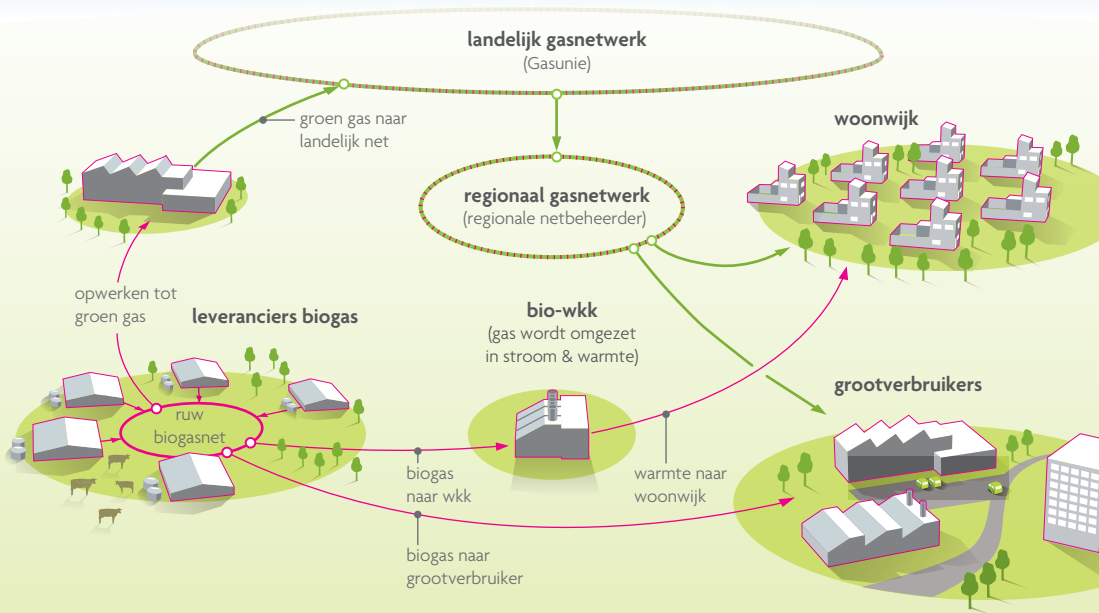 landelijk gasnetwerk
(Gasunie)
groen gas naar
landelijk net
woonwijk
regionaal gasnetwerk
(regionale netbeheerder)
opwerken tot
groen gas
leveranciers biogas
bio-wkk
(gas wordt omgezet
in stroom & warmte)
grootverbruikers
ruw
biogasnet
biogas
naar wkk
warmte naar
woonwijk
biogas naar
grootverbruiker